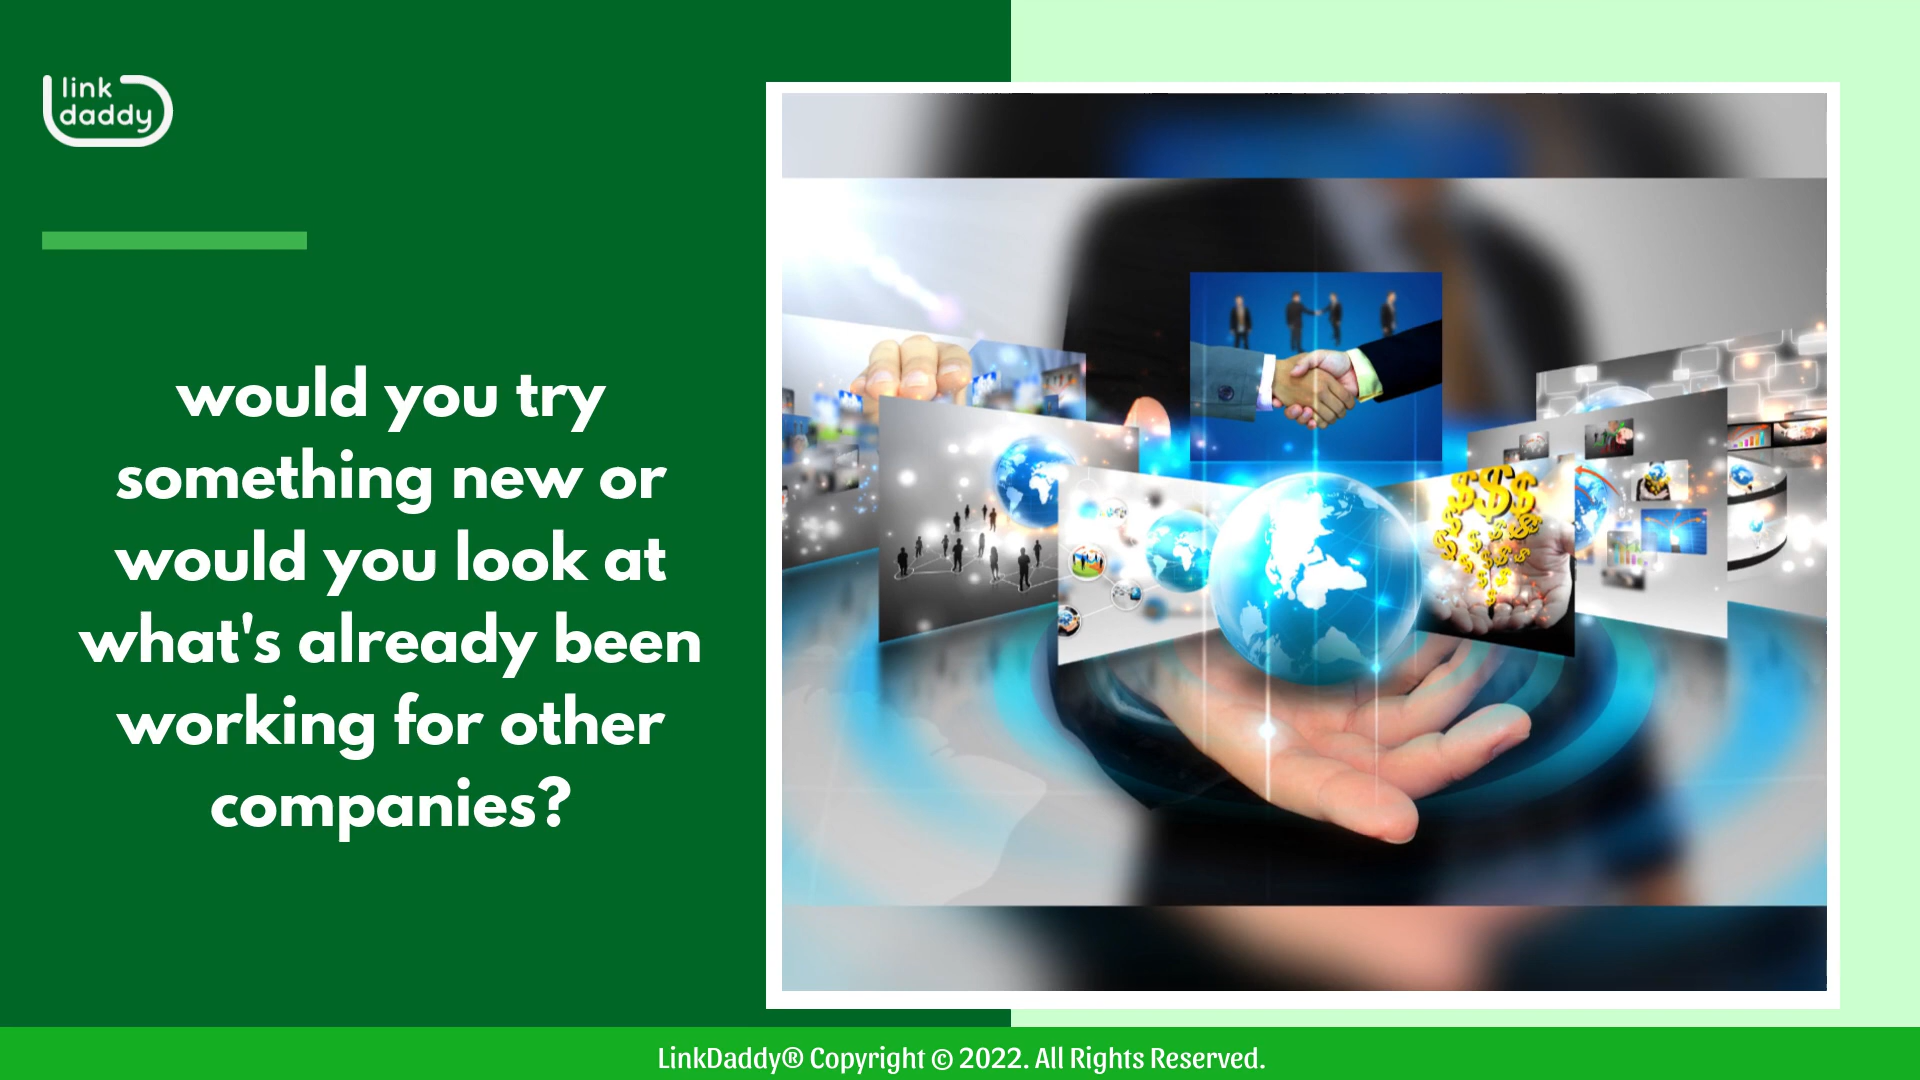 link
daddy
would you try
something new or
would you look at
what's already been
working for other
companies?
$$$
LinkDaddy® Copyright © 2022. All Rights Reserved.